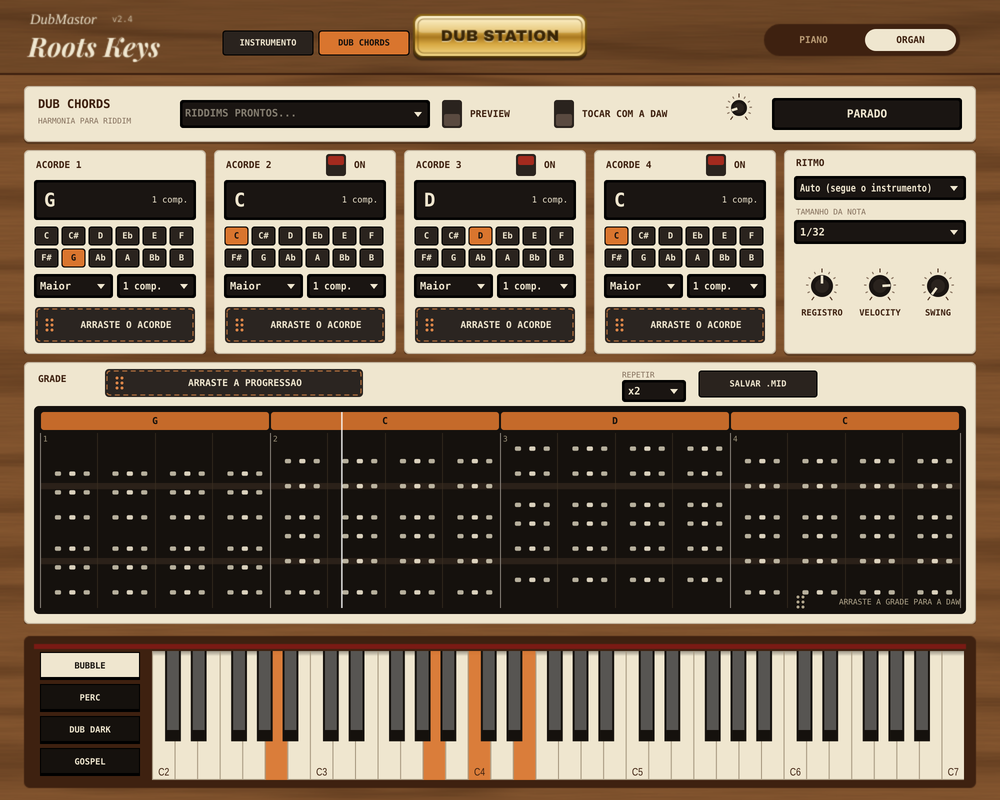 DubMastor v2.4
Roots Keys
INSTRUMENTO DUB CHORDS DUB STATION PIANO ORGAN
DUB CHORDS
HARMONIA PARA RIDDIM
RIDDIMS PRONTOS... PREVIEW TOCAR COM A DAW PARADO
ACORDE 1
G 1 comp.
C C# D Eb E F
F# G Ab A Bb B
Maior 1 comp.
ARRASTE O ACORDE
ACORDE 2 ON
C 1 comp.
C C# D Eb E F
F# G Ab A Bb B
Maior 1 comp.
ARRASTE O ACORDE
ACORDE 3 ON
D 1 comp.
C C# D Eb E F
F# G Ab A Bb B
Maior 1 comp.
ARRASTE O ACORDE
ACORDE 4 ON
C 1 comp.
C C# D Eb E F
F# G Ab A Bb B
Maior 1 comp.
ARRASTE O ACORDE
RITMO
Auto (segue o instrumento)
TAMANHO DA NOTA
1/32
REGISTRO VELOCITY SWING
GRADE ARRASTE A PROGRESSAO
REPETIR
x2
SALVAR .MID
G C D C
1 2 3 4
ARRASTE A GRADE PARA A DAW
BUBBLE
PERC
DUB DARK
GOSPEL
C2 C3 C4 C5 C6 C7